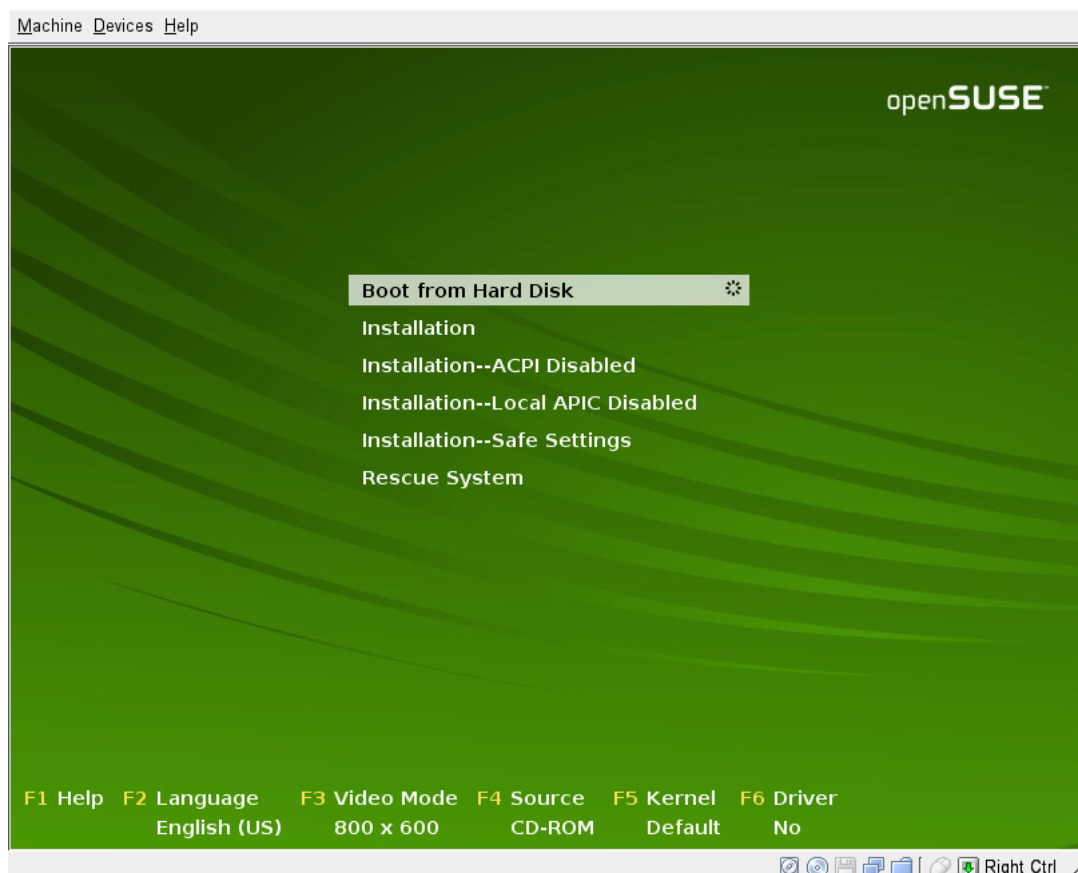 Machine Devices Help
openSUSE™
Boot from Hard Disk
Installation
Installation--ACPI Disabled
Installation--Local APIC Disabled
Installation--Safe Settings
Rescue System
F1 Help F2 Language F3 Video Mode F4 Source F5 Kernel F6 Driver
English (US) 800 x 600 CD-ROM Default No
Right Ctrl